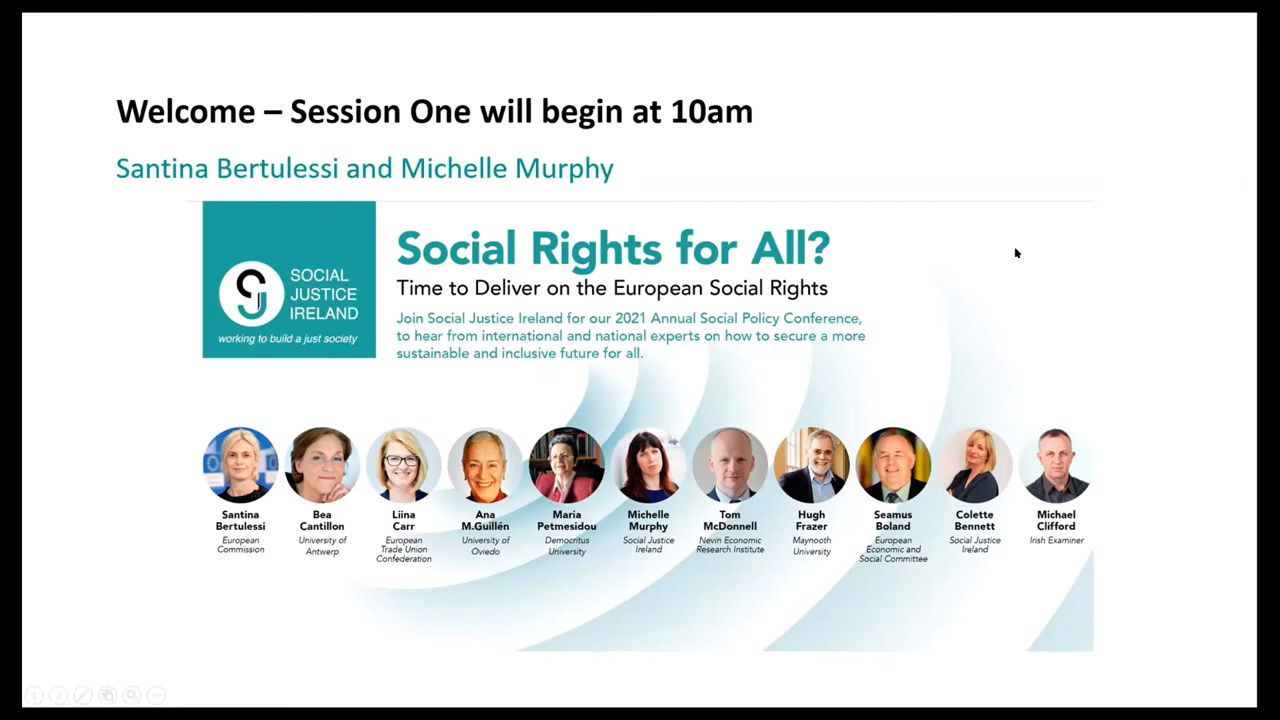 Welcome – Session One will begin at 10am
Santina Bertulessi and Michelle Murphy
SOCIAL
JUSTICE
IRELAND
working to build a just society
Social Rights for All?
Time to Deliver on the European Social Rights
Join Social Justice Ireland for our 2021 Annual Social Policy Conference,
to hear from international and national experts on how to secure a more
sustainable and inclusive future for all.
Santina
Bertulessi
European
Commission
Bea
Cantillon
University of
Antwerp
Liina
Carr
European
Trade Union
Confederation
Ana
M.Guillén
University of
Oviedo
Maria
Petmesidou
Democritus
University
Michelle
Murphy
Social Justice
Ireland
Tom
McDonnell
Nevin Economic
Research Institute
Hugh
Frazer
Maynooth
University
Seamus
Boland
European
Economic and
Social Committee
Colette
Bennett
Social Justice
Ireland
Michael
Clifford
Irish Examiner